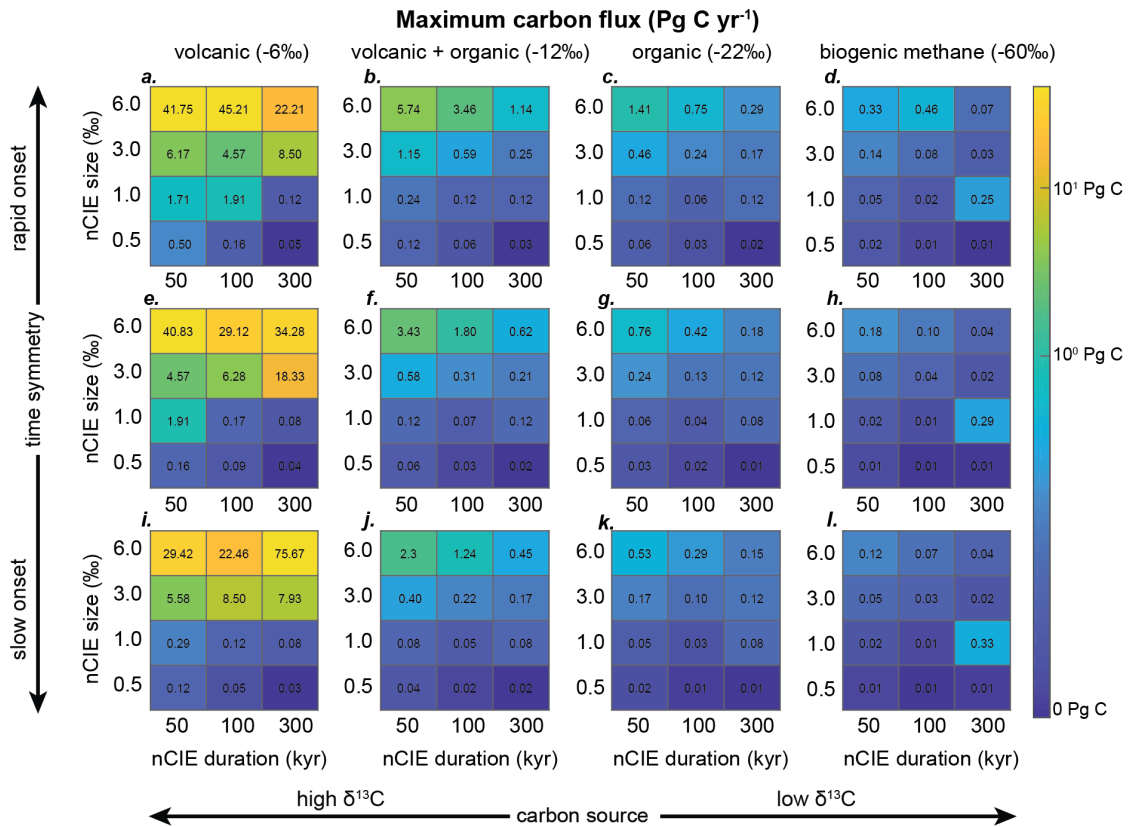 Maximum carbon flux (Pg C yr⁻¹)
volcanic (-6‰) volcanic + organic (-12‰) organic (-22‰) biogenic methane (-60‰)
a. b. c. d.
6.0 41.75 45.21 22.21 6.0 5.74 3.46 1.14 6.0 1.41 0.75 0.29 6.0 0.33 0.46 0.07
3.0 6.17 4.57 8.50 3.0 1.15 0.59 0.25 3.0 0.46 0.24 0.17 3.0 0.14 0.08 0.03
1.0 1.71 1.91 0.12 1.0 0.24 0.12 0.12 1.0 0.12 0.06 0.12 1.0 0.05 0.02 0.25
0.5 0.50 0.16 0.05 0.5 0.12 0.06 0.03 0.5 0.06 0.03 0.02 0.5 0.02 0.01 0.01
50 100 300 50 100 300 50 100 300 50 100 300
nCIE size (‰)
rapid onset
10¹ Pg C
e. f. g. h.
6.0 40.83 29.12 34.28 6.0 3.43 1.80 0.62 6.0 0.76 0.42 0.18 6.0 0.18 0.10 0.04
3.0 4.57 6.28 18.33 3.0 0.58 0.31 0.21 3.0 0.24 0.13 0.12 3.0 0.08 0.04 0.02
1.0 1.91 0.17 0.08 1.0 0.12 0.07 0.12 1.0 0.06 0.04 0.08 1.0 0.02 0.01 0.29
0.5 0.16 0.09 0.04 0.5 0.06 0.03 0.02 0.5 0.03 0.02 0.01 0.5 0.01 0.01 0.01
50 100 300 50 100 300 50 100 300 50 100 300
nCIE size (‰)
time symmetry
10⁰ Pg C
i. j. k. l.
6.0 29.42 22.46 75.67 6.0 2.3 1.24 0.45 6.0 0.53 0.29 0.15 6.0 0.12 0.07 0.04
3.0 5.58 8.50 7.93 3.0 0.40 0.22 0.17 3.0 0.17 0.10 0.12 3.0 0.05 0.03 0.02
1.0 0.29 0.12 0.08 1.0 0.08 0.05 0.08 1.0 0.05 0.03 0.08 1.0 0.02 0.01 0.33
0.5 0.12 0.05 0.03 0.5 0.04 0.02 0.02 0.5 0.02 0.01 0.01 0.5 0.01 0.01 0.01
50 100 300 50 100 300 50 100 300 50 100 300
nCIE size (‰)
slow onset
0 Pg C
nCIE duration (kyr) nCIE duration (kyr) nCIE duration (kyr) nCIE duration (kyr)
high δ¹³C low δ¹³C
carbon source